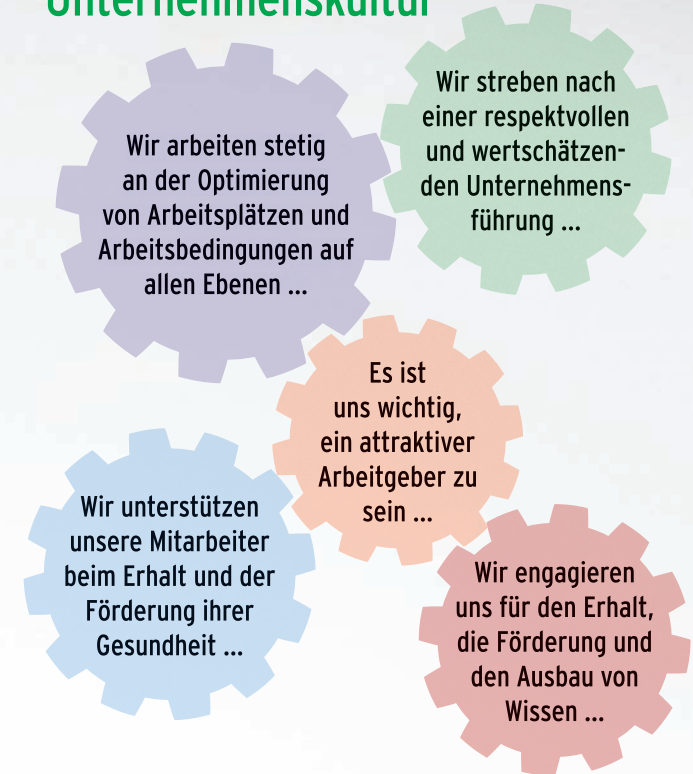 Unternehmenskultur
Wir arbeiten stetig
an der Optimierung
von Arbeitsplätzen und
Arbeitsbedingungen auf
allen Ebenen ...
Wir streben nach
einer respektvollen
und wertschätzen-
den Unternehmens-
führung ...
Es ist
uns wichtig,
ein attraktiver
Arbeitgeber zu
sein ...
Wir unterstützen
unsere Mitarbeiter
beim Erhalt und der
Förderung ihrer
Gesundheit ...
Wir engagieren
uns für den Erhalt,
die Förderung und
den Ausbau von
Wissen ...